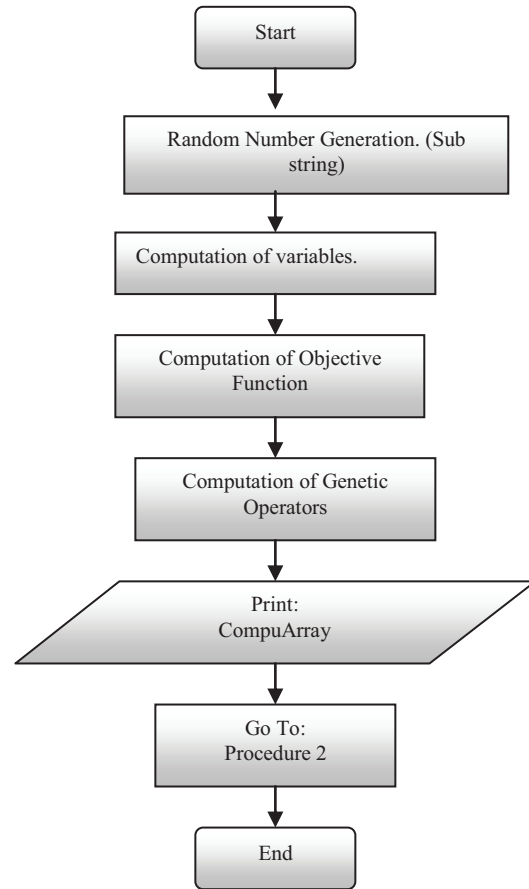 Start
Random Number Generation. (Sub
string)
Computation of variables.
Computation of Objective
Function
Computation of Genetic
Operators
Print:
CompuArray
Go To:
Procedure 2
End